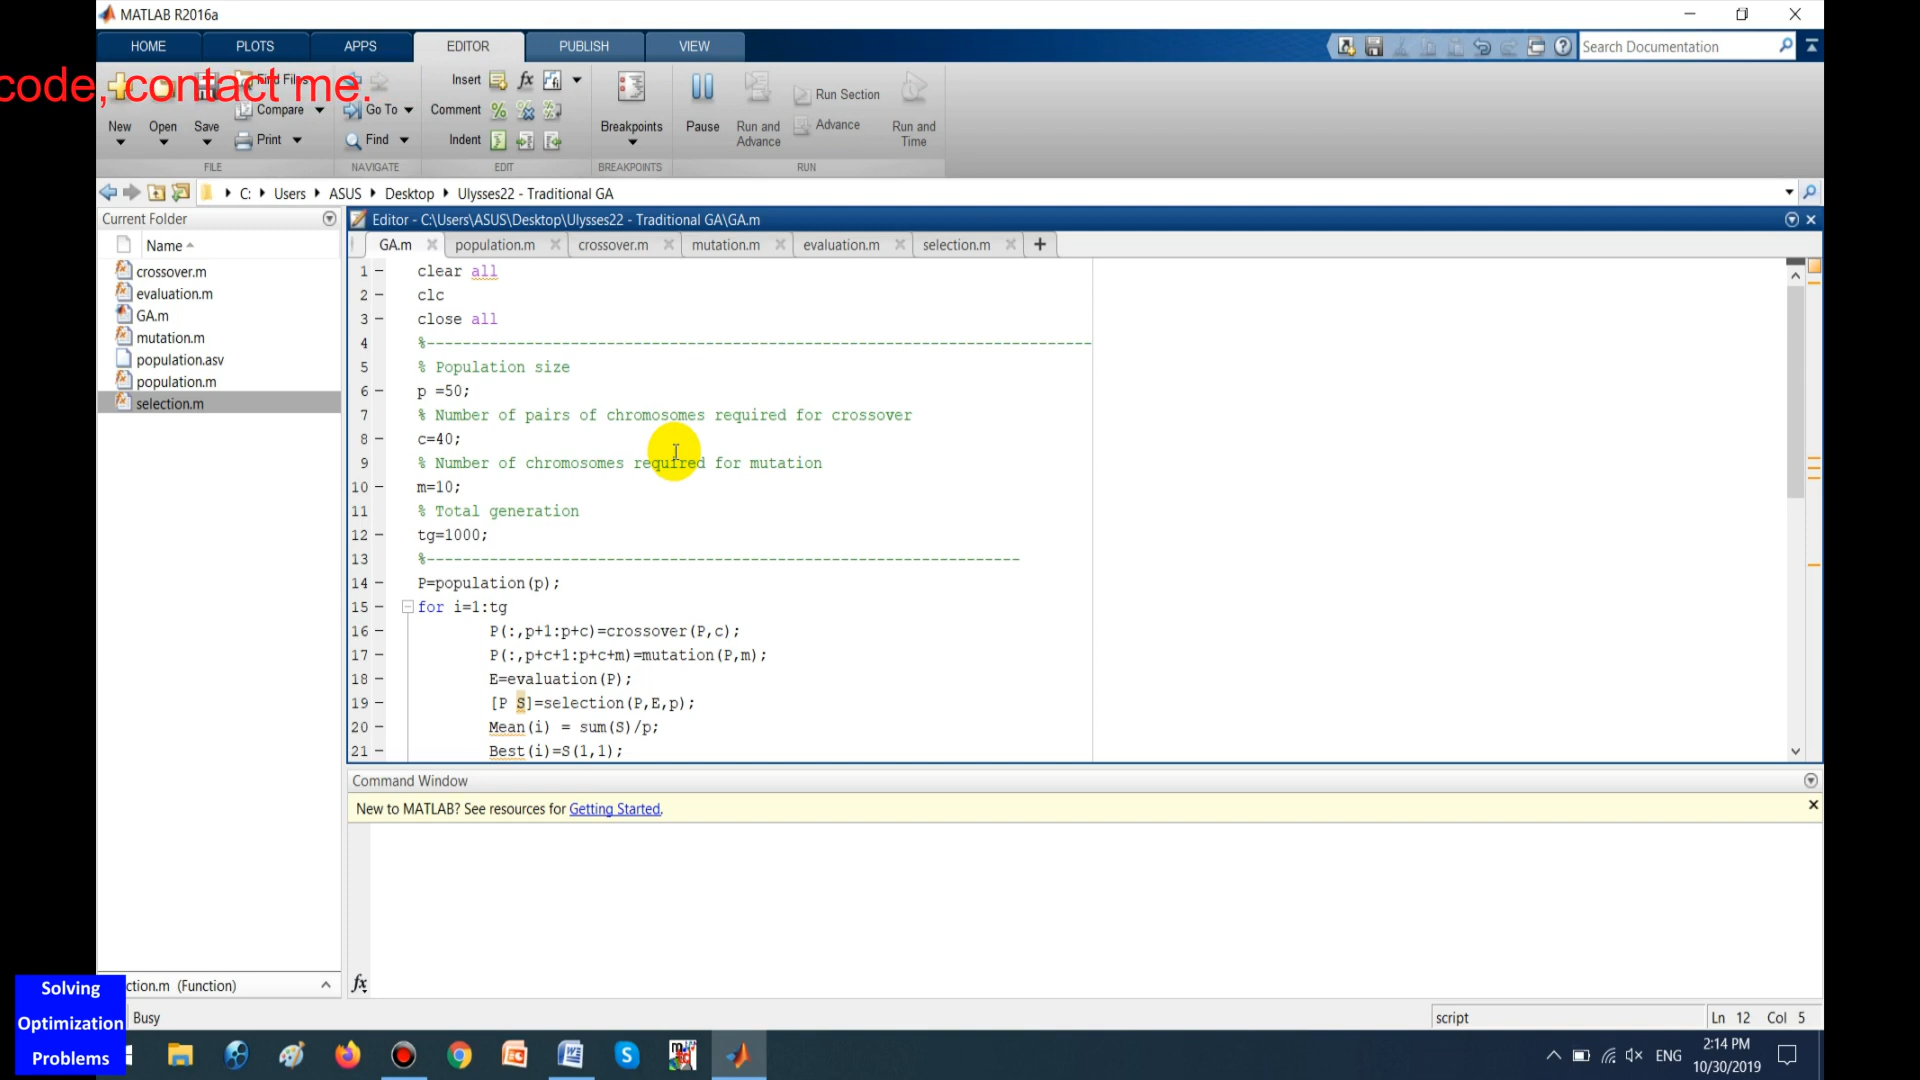 MATLAB R2016a
HOME PLOTS APPS EDITOR PUBLISH VIEW
Search Documentation
code, contact me.
Find Files
Insert
Compare
Go To
Comment
Run Section
Advance
New Open Save
Print
Find
Indent
Breakpoints
Pause
Run and Advance
Run and Time
FILE NAVIGATE EDIT BREAKPOINTS RUN
C: Users ASUS Desktop Ulysses22 - Traditional GA
Current Folder
Name
crossover.m
evaluation.m
GA.m
mutation.m
population.asv
population.m
selection.m
Editor - C:\Users\ASUS\Desktop\Ulysses22 - Traditional GA\GA.m
GA.m population.m crossover.m mutation.m evaluation.m selection.m
1 clear all
2 clc
3 close all
4 %--------------------------------------------------------------------------
5 % Population size
6 p =50;
7 % Number of pairs of chromosomes required for crossover
8 c=40;
9 % Number of chromosomes required for mutation
10 m=10;
11 % Total generation
12 tg=1000;
13 %------------------------------------------------------------------
14 P=population(p);
15 for i=1:tg
16 P(:,p+1:p+c)=crossover(P,c);
17 P(:,p+c+1:p+c+m)=mutation(P,m);
18 E=evaluation(P);
19 [P S]=selection(P,E,p);
20 Mean(i) = sum(S)/p;
21 Best(i)=S(1,1);
Command Window
New to MATLAB? See resources for Getting Started.
fx
ction.m (Function)
Solving
Optimization
Problems
Busy
script
Ln 12 Col 5
ENG
2:14 PM
10/30/2019